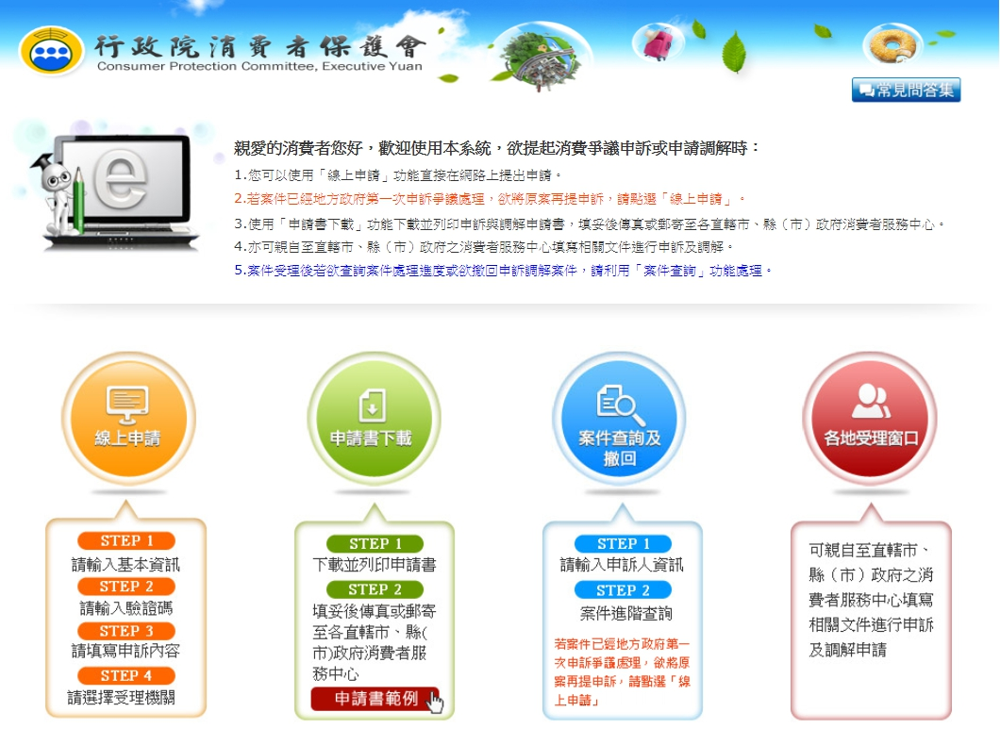 行政院消費者保護會
Consumer Protection Committee, Executive Yuan
常見問答集
e
親愛的消費者您好，歡迎使用本系統，欲提起消費爭議申訴或申請調解時：
1.您可以使用「線上申請」功能直接在網路上提出申請。
2.若案件已經地方政府第一次申訴爭議處理，欲將原案再提申訴，請點選「線上申請」。
3.使用「申請書下載」功能下載並列印申訴與調解申請書，填妥後傳真或郵寄至各直轄市、縣（市）政府消費者服務中心。
4.亦可親自至直轄市、縣（市）政府之消費者服務中心填寫相關文件進行申訴及調解。
5.案件受理後若欲查詢案件處理進度或欲撤回申訴調解案件，請利用「案件查詢」功能處理。
線上申請
STEP 1
請輸入基本資訊
STEP 2
請輸入驗證碼
STEP 3
請填寫申訴內容
STEP 4
請選擇受理機關
申請書下載
STEP 1
下載並列印申請書
STEP 2
填妥後傳真或郵寄
至各直轄市、縣(
市)政府消費者服
務中心
申請書範例
案件查詢及
撤回
STEP 1
請輸入申訴人資訊
STEP 2
案件進階查詢
若案件已經地方政府第一
次申訴爭議處理，欲將原
案再提申訴，請點選「線
上申請」
各地受理窗口
可親自至直轄市、
縣（市）政府之消
費者服務中心填寫
相關文件進行申訴
及調解申請